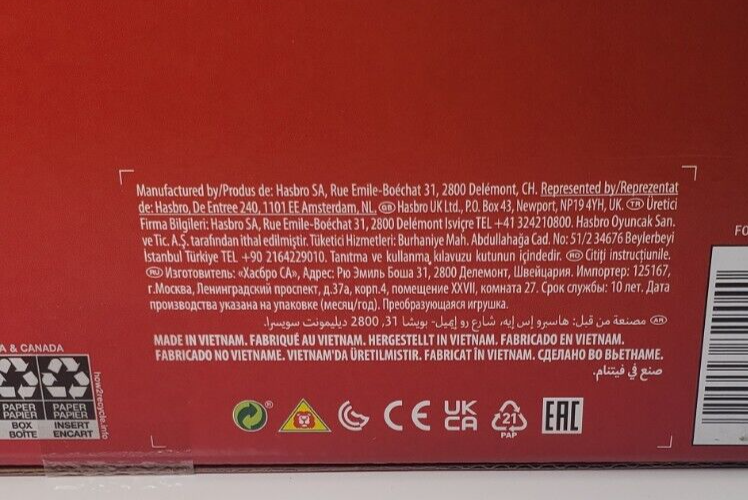 Manufactured by/Produs de: Hasbro SA, Rue Emile-Boéchat 31, 2800 Delémont, CH. Represented by/Reprezentat
de: Hasbro, De Entree 240, 1101 EE Amsterdam, NL. GB Hasbro UK Ltd., P.O. Box 43, Newport, NP19 4YH, UK. TR Üretici
Firma Bilgileri: Hasbro SA, Rue Emile-Boéchat 31, 2800 Delémont İsviçre TEL +41 324210800. Hasbro Oyuncak San.
ve Tic. A.Ş. tarafından ithal edilmiştir. Tüketici Hizmetleri: Burhaniye Mah. Abdullahağa Cad. No: 51/2 34676 Beylerbeyi
İstanbul Türkiye TEL +90 2164229010. Tanıtma ve kullanma kılavuzu kutunun içindedir. RO Citiți instrucțiunile.
RU Изготовитель: «Хасбро СА», Адрес: Рю Эмиль Боша 31, 2800 Делемонт, Швейцария. Импортер: 125167,
г.Москва, Ленинградский проспект, д.37а, корп.4, помещение XXVII, комната 27. Срок службы: 10 лет. Дата
производства указана на упаковке (месяц/год). Преобразующаяся игрушка.
AR مصنعة من قبل: هاسبرو إس إيه، شارع رو إيميل- بويشا 31, 2800 ديليمونت سويسرا.
MADE IN VIETNAM. FABRIQUÉ AU VIETNAM. HERGESTELLT IN VIETNAM. FABRICADO EN VIETNAM.
FABRICADO NO VIETNAME. VIETNAM'DA ÜRETİLMİSTİR. FABRICAT ÎN VIETNAM. СДЕЛАНО ВО ВЬЕТНАМЕ.
صنع في فيتنام.
A & CANADA
PAPER PAPER
PAPIER PAPIER
BOX INSERT
BOÎTE ENCART
how2recycle.info
® CE UK CA 21 PAP EAC
F0